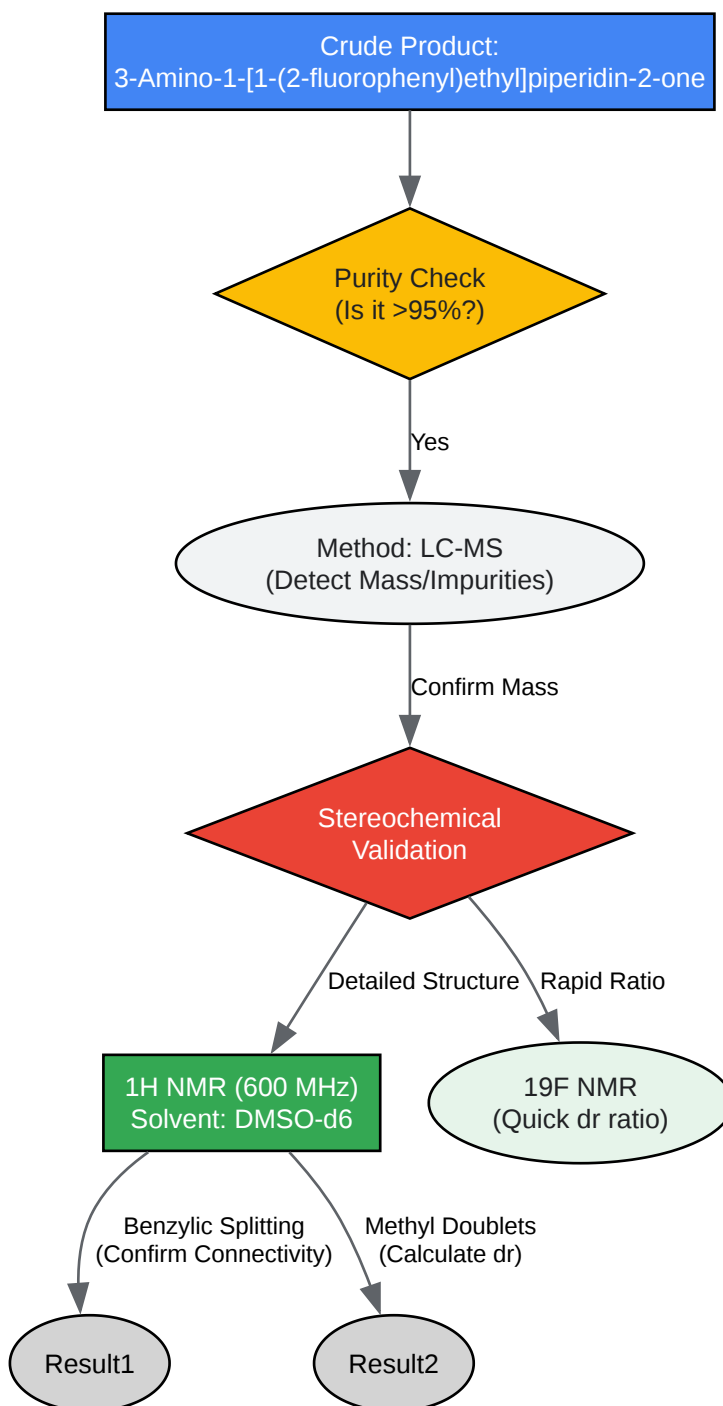 Crude Product:
3-Amino-1-[1-(2-fluorophenyl)ethyl]piperidin-2-one
Purity Check
(Is it >95%?)
Yes
Method: LC-MS
(Detect Mass/Impurities)
Confirm Mass
Stereochemical
Validation
Detailed Structure
Rapid Ratio
1H NMR (600 MHz)
Solvent: DMSO-d6
19F NMR
(Quick dr ratio)
Benzylic Splitting
(Confirm Connectivity)
Methyl Doublets
(Calculate dr)
Result1
Result2